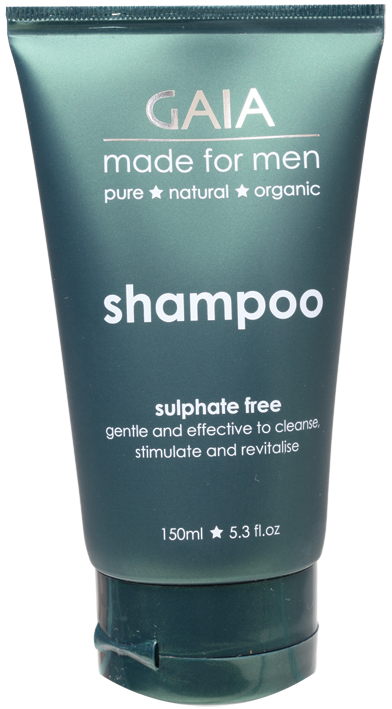 GAIA
made for men
pure ★ natural ★ organic
shampoo
sulphate free
gentle and effective to cleanse,
stimulate and revitalise
150ml ★ 5.3 fl.oz